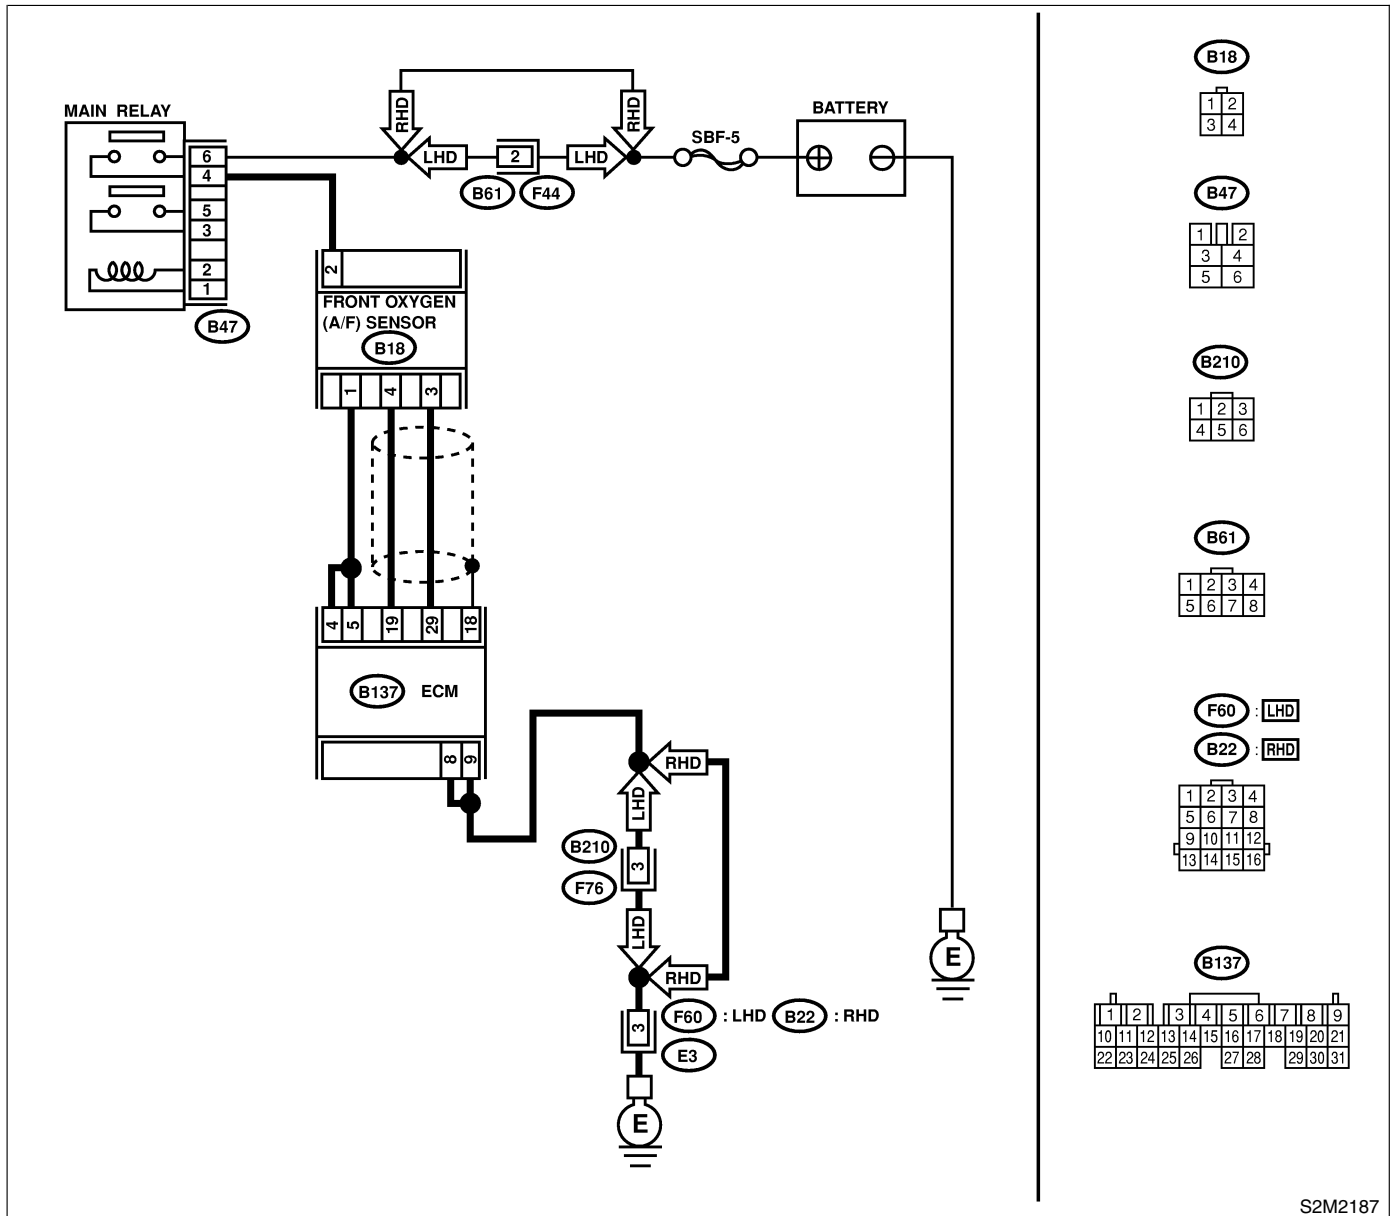 MAIN RELAY
6
4
5
3
2
1
B47
RHD
RHD
LHD
2
LHD
B61
F44
SBF-5
BATTERY
2
FRONT OXYGEN
(A/F) SENSOR
B18
1 4 3
4 5 19 29 18
B137 ECM
8 9
RHD
LHD
B210
3
F76
LHD
RHD
F60 : LHD B22 : RHD
3
E3
E
E
B18
1 2
3 4
B47
1 2
3 4
5 6
B210
1 2 3
4 5 6
B61
1 2 3 4
5 6 7 8
F60 : LHD
B22 : RHD
1 2 3 4
5 6 7 8
9 10 11 12
13 14 15 16
B137
1 2 3 4 5 6 7 8 9
10 11 12 13 14 15 16 17 18 19 20 21
22 23 24 25 26 27 28 29 30 31
S2M2187